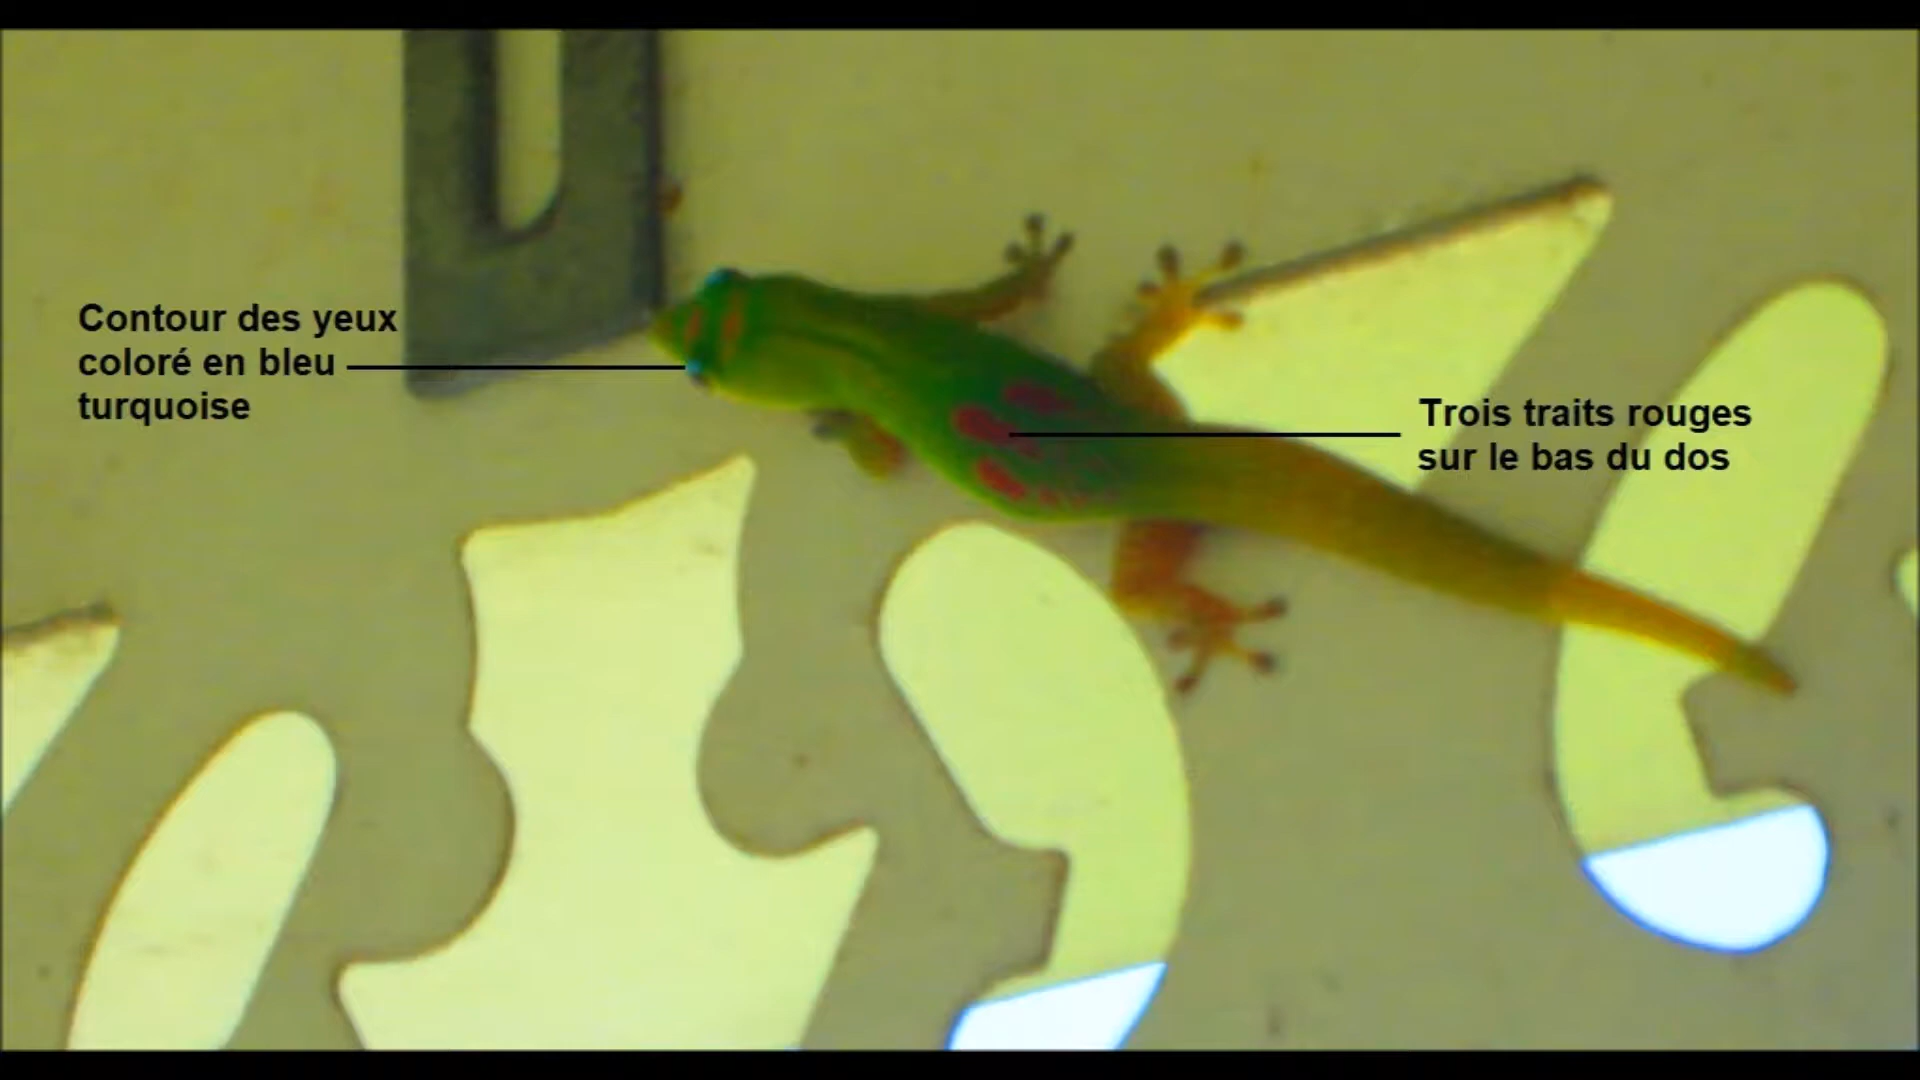 Contour des yeux
coloré en bleu
turquoise
Trois traits rouges
sur le bas du dos